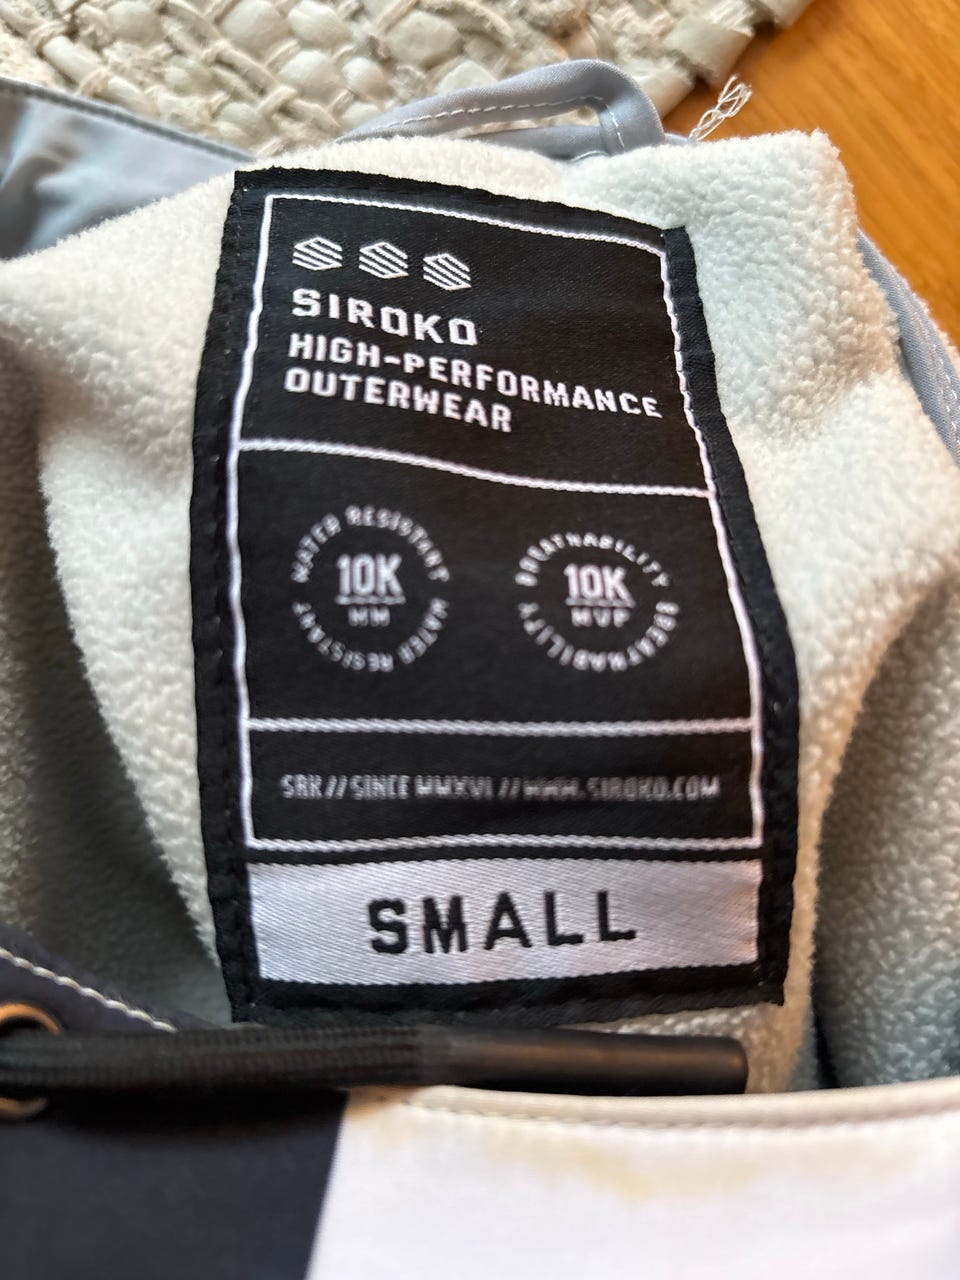 SIROKO
HIGH-PERFORMANCE
OUTERWEAR
WATER RESISTANT
10K
MM
WATER RESISTANT
BREATHABILITY
10K
MVP
BREATHABILITY
SRK // SINCE MMXVI // WWW.SIROKO.COM
SMALL